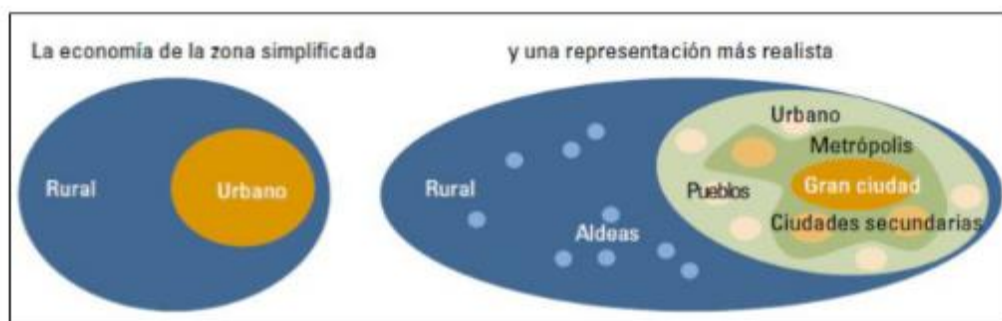 La economía de la zona simplificada
y una representación más realista
Rural
Urbano
Rural
Aldeas
Urbano
Metrópolis
Gran ciudad
Pueblos
Ciudades secundarias